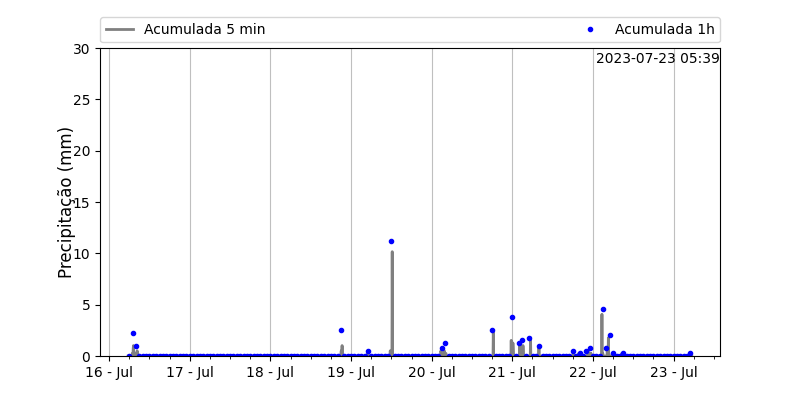 Acumulada 5 min
Acumulada 1h
2023-07-23 05:39
Precipitação (mm)
30
25
20
15
10
5
0
16 - Jul 17 - Jul 18 - Jul 19 - Jul 20 - Jul 21 - Jul 22 - Jul 23 - Jul